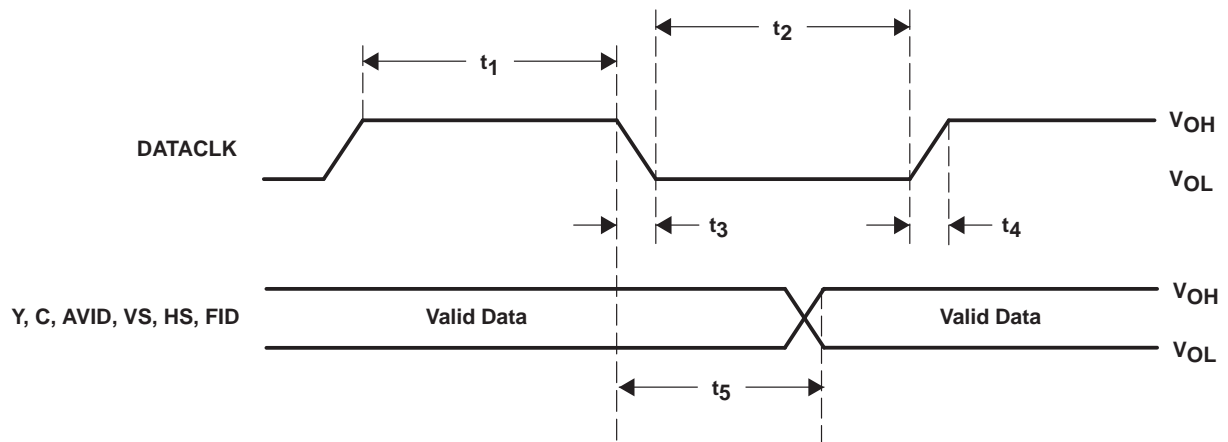 t2
t1
DATACLK
VOH
VOL
t3
t4
Y, C, AVID, VS, HS, FID
Valid Data
Valid Data
VOH
VOL
t5